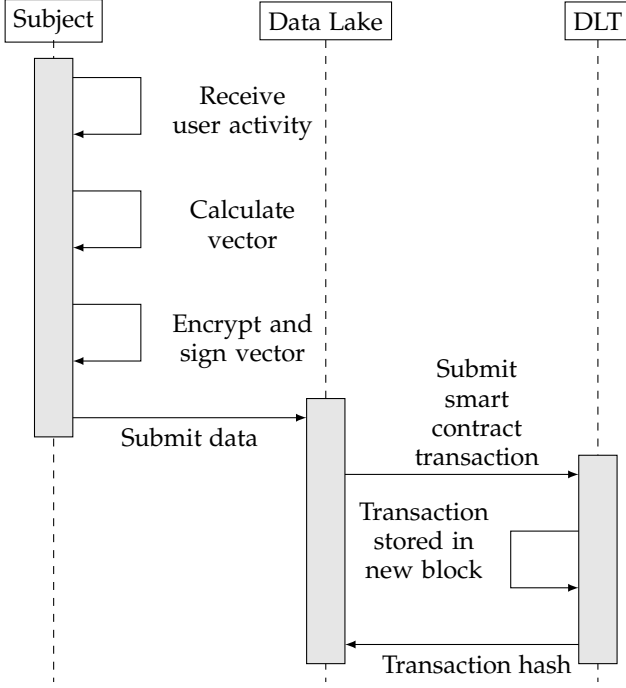 Subject
Data Lake
DLT
Receive
user activity
Calculate
vector
Encrypt and
sign vector
Submit data
Submit
smart
contract
transaction
Transaction
stored in
new block
Transaction hash